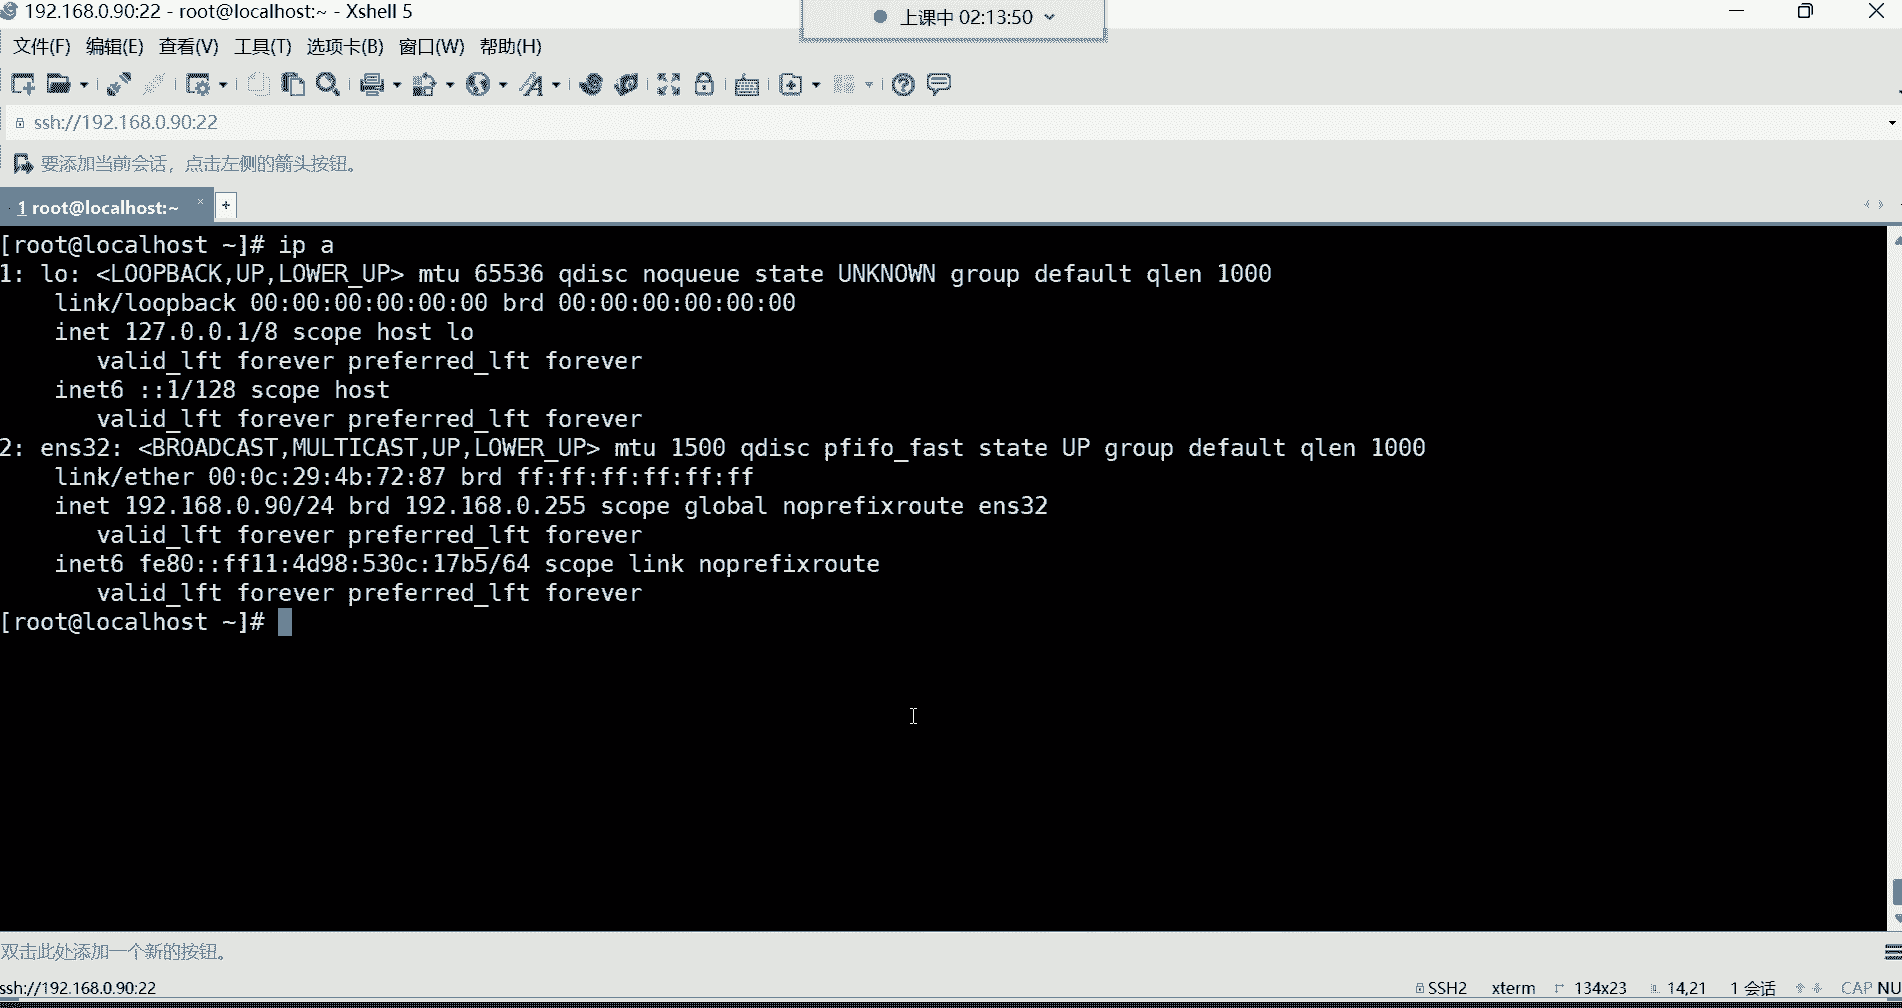 192.168.0.90:22 - root@localhost:~ - Xshell 5
上课中 02:13:50
文件(F) 编辑(E) 查看(V) 工具(T) 选项卡(B) 窗口(W) 帮助(H)
ssh://192.168.0.90:22
要添加当前会话，点击左侧的箭头按钮。
1 root@localhost:~
[root@localhost ~]# ip a
1: lo: <LOOPBACK,UP,LOWER_UP> mtu 65536 qdisc noqueue state UNKNOWN group default qlen 1000
    link/loopback 00:00:00:00:00:00 brd 00:00:00:00:00:00
    inet 127.0.0.1/8 scope host lo
       valid_lft forever preferred_lft forever
    inet6 ::1/128 scope host
       valid_lft forever preferred_lft forever
2: ens32: <BROADCAST,MULTICAST,UP,LOWER_UP> mtu 1500 qdisc pfifo_fast state UP group default qlen 1000
    link/ether 00:0c:29:4b:72:87 brd ff:ff:ff:ff:ff:ff
    inet 192.168.0.90/24 brd 192.168.0.255 scope global noprefixroute ens32
       valid_lft forever preferred_lft forever
    inet6 fe80::ff11:4d98:530c:17b5/64 scope link noprefixroute
       valid_lft forever preferred_lft forever
[root@localhost ~]#
双击此处添加一个新的按钮。
ssh://192.168.0.90:22 SSH2 xterm 134x23 14,21 1 会话 CAP NU